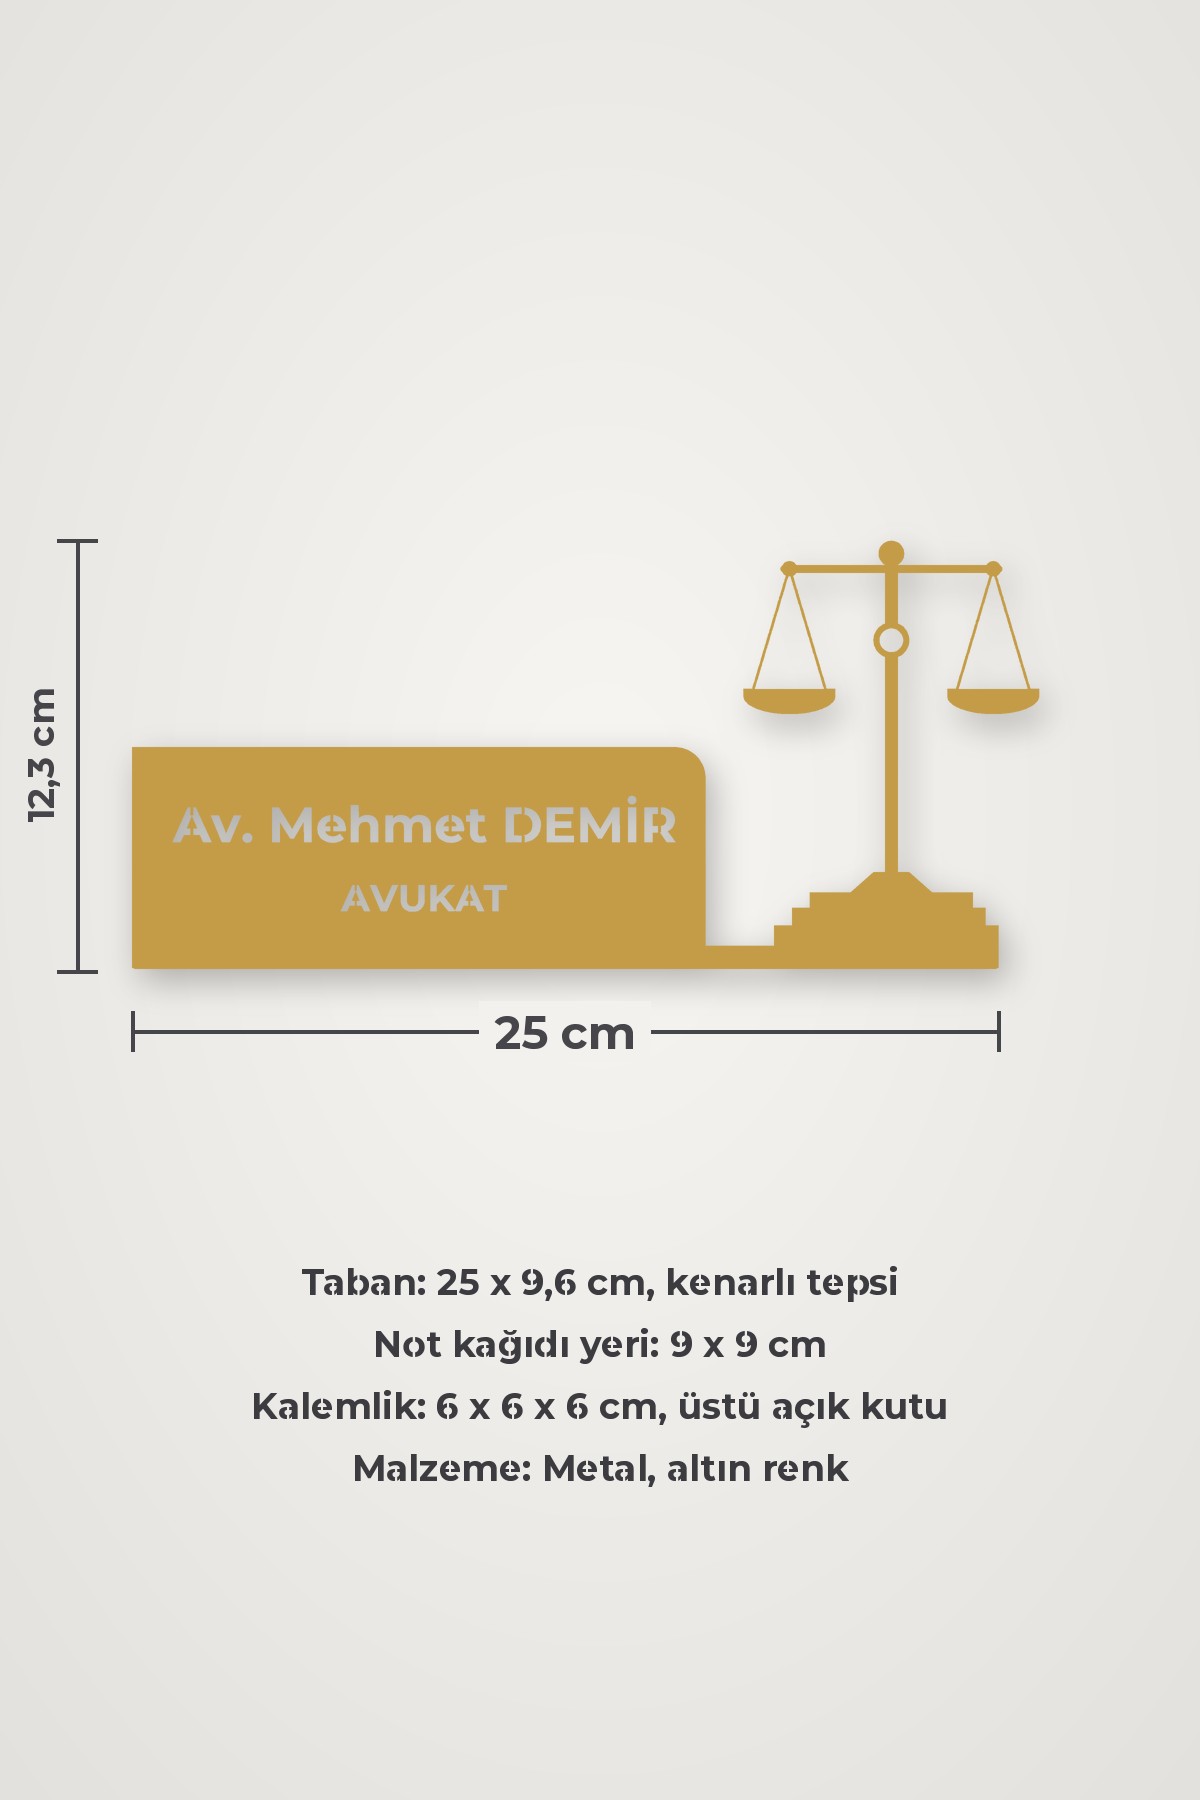 12,3 cm
Av. Mehmet DEMİR
AVUKAT
25 cm
Taban: 25 x 9,6 cm, kenarlı tepsi
Not kağıdı yeri: 9 x 9 cm
Kalemlik: 6 x 6 x 6 cm, üstü açık kutu
Malzeme: Metal, altın renk